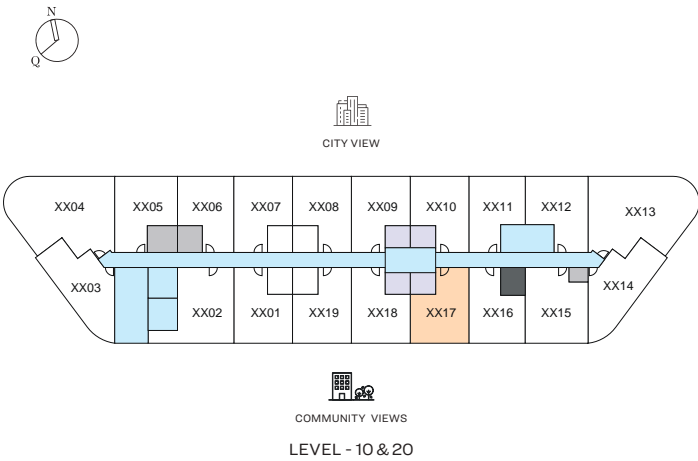 N
Q
CITY VIEW
XX04 XX05 XX06 XX07 XX08 XX09 XX10 XX11 XX12 XX13
XX03 XX02 XX01 XX19 XX18 XX17 XX16 XX15 XX14
COMMUNITY VIEWS
LEVEL - 10 & 20